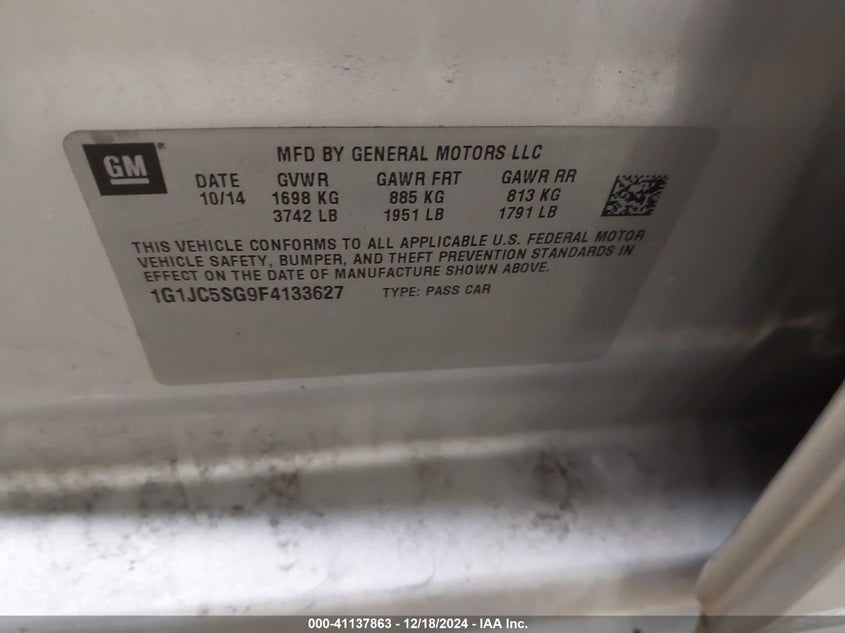 GM ®
MFD BY GENERAL MOTORS LLC
DATE GVWR GAWR FRT GAWR RR
10/14 1698 KG 885 KG 813 KG
3742 LB 1951 LB 1791 LB
THIS VEHICLE CONFORMS TO ALL APPLICABLE U.S. FEDERAL MOTOR
VEHICLE SAFETY, BUMPER, AND THEFT PREVENTION STANDARDS IN
EFFECT ON THE DATE OF MANUFACTURE SHOWN ABOVE.
1G1JC5SG9F4133627 TYPE: PASS CAR
000-41137863 - 12/18/2024 - IAA Inc.